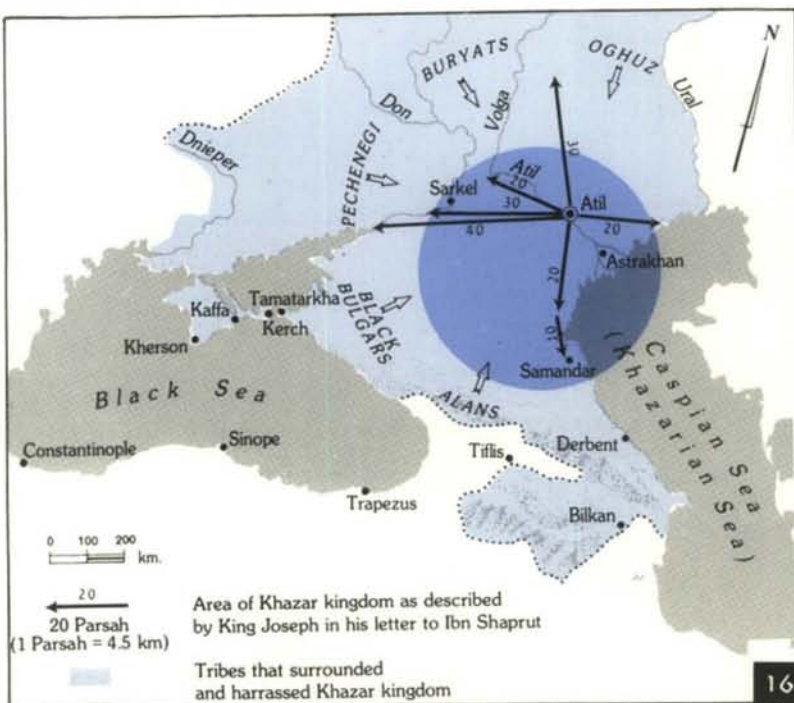 N
BURYATS
OGHUZ
Ural
Volga
Don
Dnieper
PECHENEGI
30
Atil
20
Sarkel
30
Atil
40
20
Astrakhan
20
BLACK
BULGARS
Tamatarkha
Kaffa
Kerch
Kherson
10
Samandar
Black Sea
ALANS
Caspian Sea
(Khazarian Sea)
Constantinople
Sinope
Tiflis
Derbent
Trapezus
Bilkan
0 100 200
km.
20
20 Parsah
(1 Parsah = 4.5 km)
Area of Khazar kingdom as described
by King Joseph in his letter to Ibn Shaprut
Tribes that surrounded
and harrassed Khazar kingdom
16